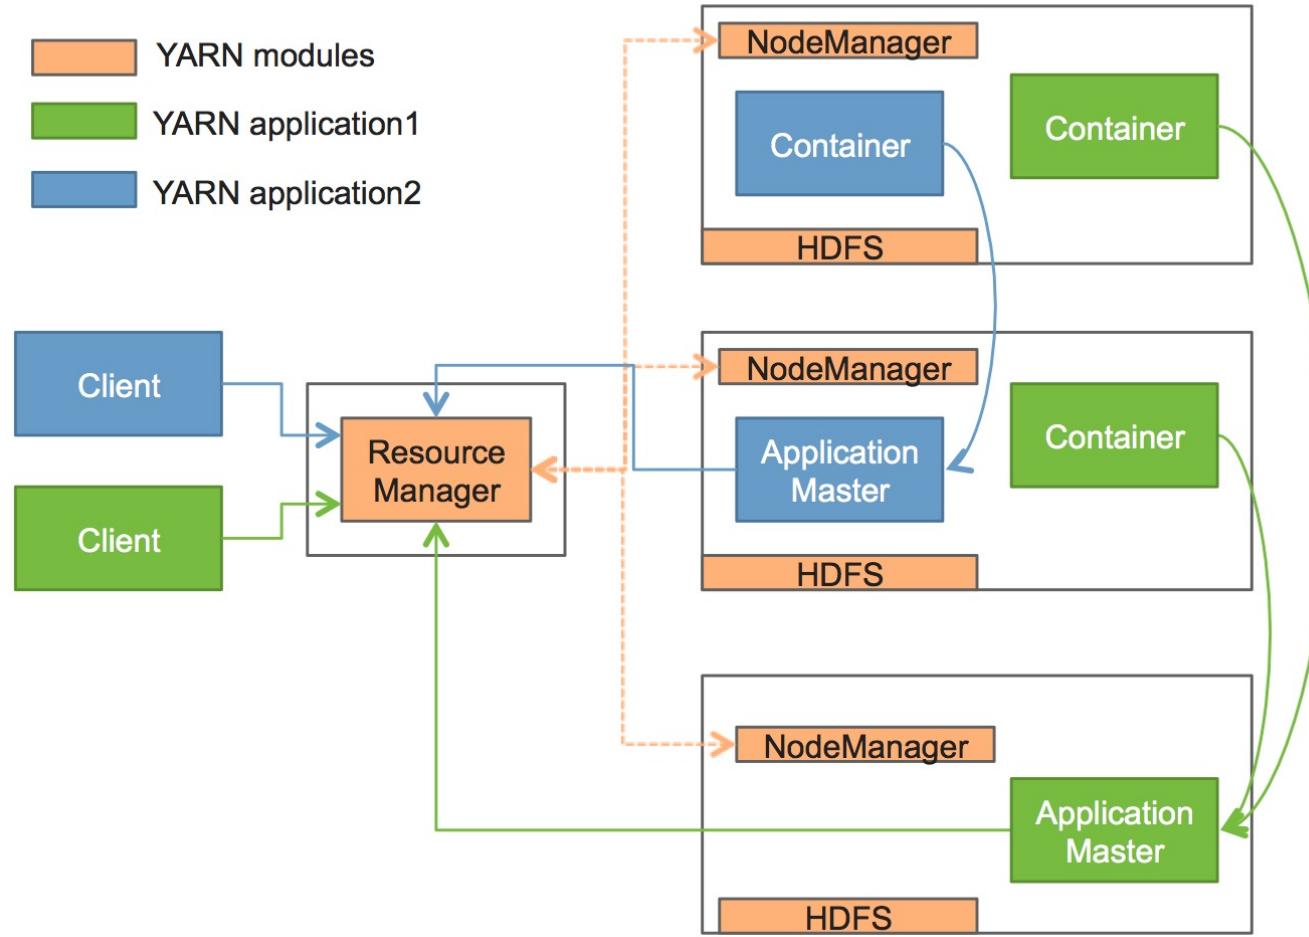 YARN modules
YARN application1
YARN application2
Client
Client
Resource
Manager
NodeManager
Container
Container
HDFS
NodeManager
Application
Master
Container
HDFS
NodeManager
Application
Master
HDFS